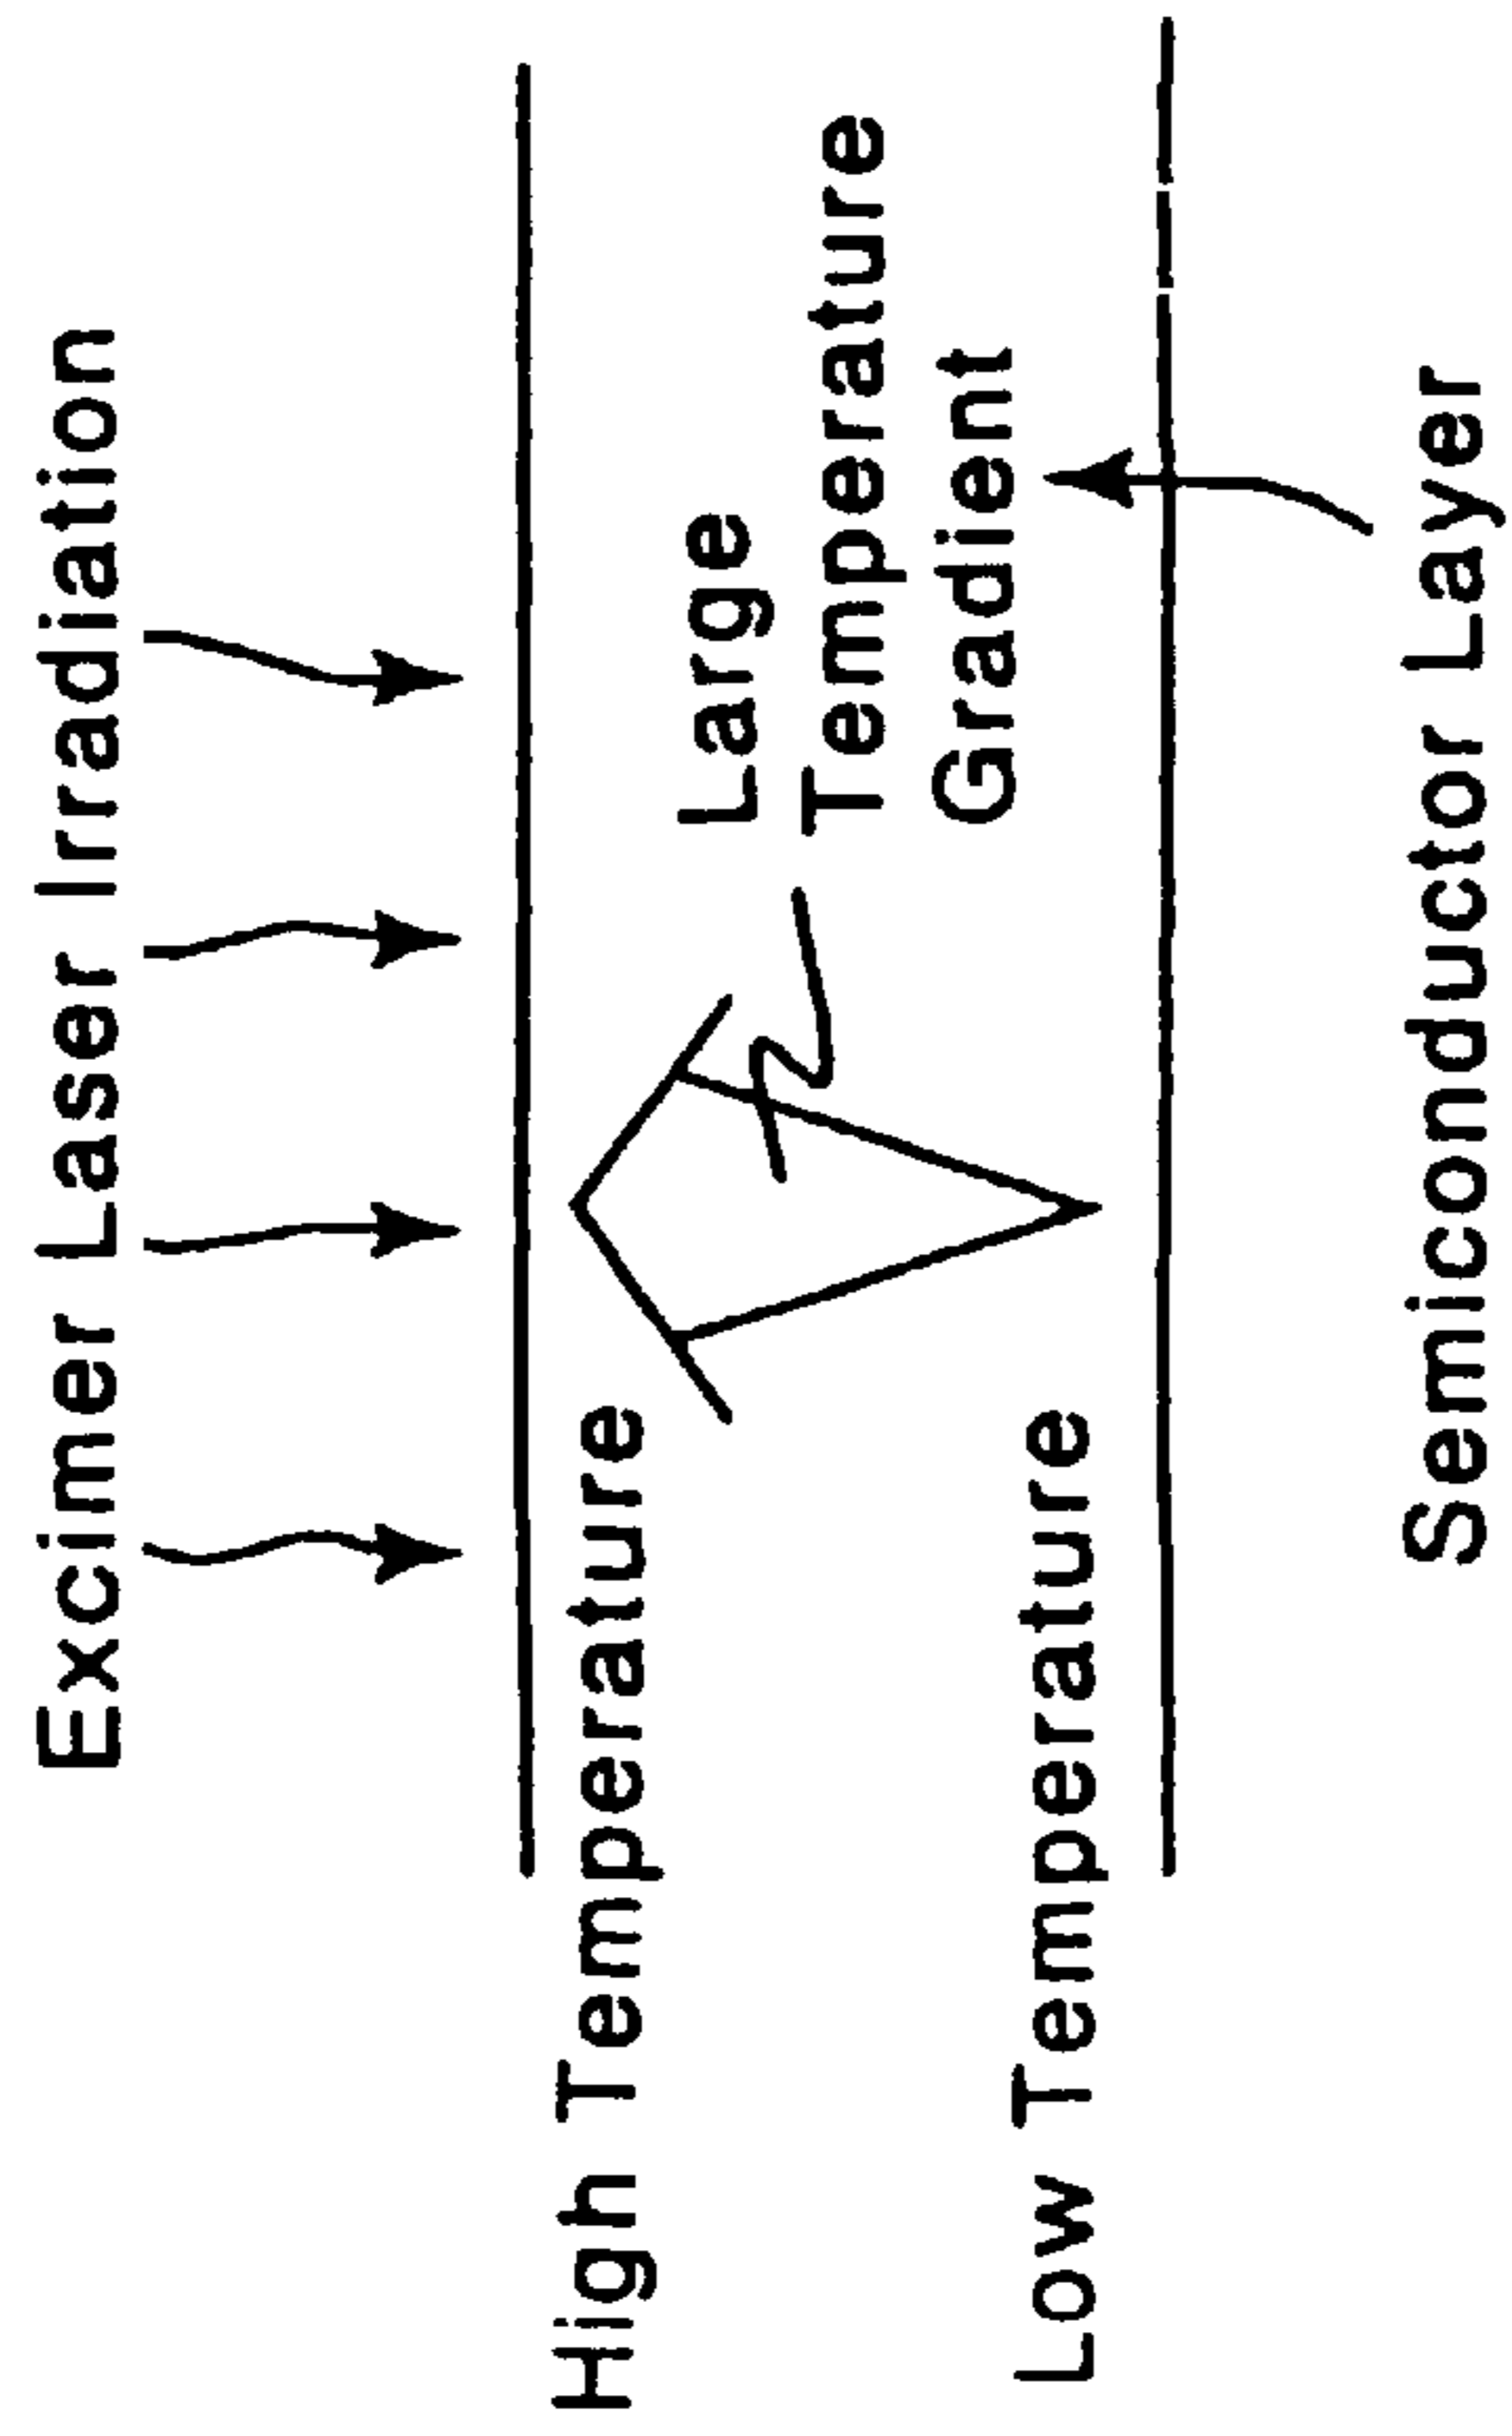 Excimer Laser Irradiation
High Temperature
Large
Temperature
Gradient
Low Temperature
Semiconductor Layer